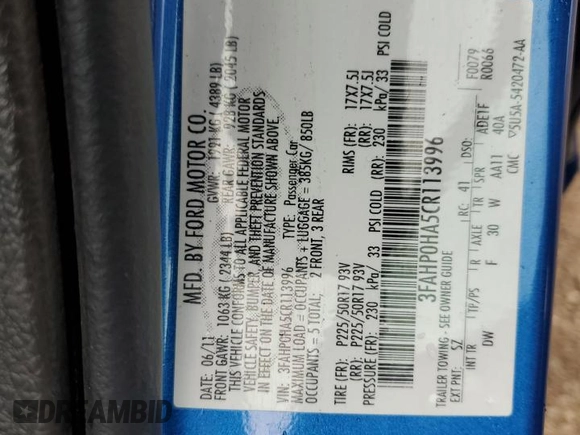 MFD. BY FORD MOTOR CO.
DATE: 06/11 GVWR: 1991 KG ( 4389 LB)
FRONT GAWR: 1063 KG ( 2344 LB) REAR GAWR: 928 KG ( 2045 LB)
THIS VEHICLE CONFORMS TO ALL APPLICABLE FEDERAL MOTOR
VEHICLE SAFETY, BUMPER, AND THEFT PREVENTION STANDARDS
IN EFFECT ON THE DATE OF MANUFACTURE SHOWN ABOVE.
VIN: 3FAHP0HA5CR113996 TYPE: Passenger Car
MAXIMUM LOAD = OCCUPANTS + LUGGAGE = 385KG/ 850LB
OCCUPANTS = 5 TOTAL; 2 FRONT, 3 REAR
TIRE (FR): P225/50R17 93V RIMS (FR): 17X7.5J
(RR): P225/50R17 93V (RR): 17X7.5J
PRESSURE (FR): 230 kPa/ 33 PSI COLD (RR): 230 kPa/ 33 PSI COLD
3FAHP0HA5CR113996
TRAILER TOWING - SEE OWNER GUIDE F0079
EXT PNT: SZ RC: 41 DSO: R0066
INT TR TP/PS R AXLE TR SPR ADE1F
DW F 30 W AA11 40A
CMC 5U5A-5420472-AA
DREAMBID